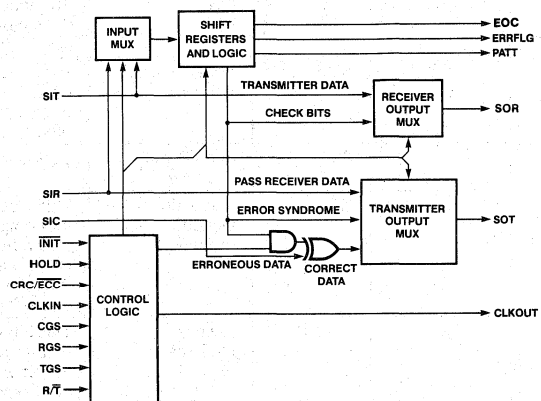 INPUT
MUX
SHIFT
REGISTERS
AND LOGIC
EOC
ERRFLG
PATT
SIT
TRANSMITTER DATA
RECEIVER
OUTPUT
MUX
SOR
CHECK BITS
SIR
PASS RECEIVER DATA
SIC
ERROR SYNDROME
TRANSMITTER
OUTPUT
MUX
SOT
INIT
HOLD
CRC/ECC
CLKIN
CGS
RGS
TGS
R/T
CONTROL
LOGIC
ERRONEOUS DATA
CORRECT
DATA
CLKOUT